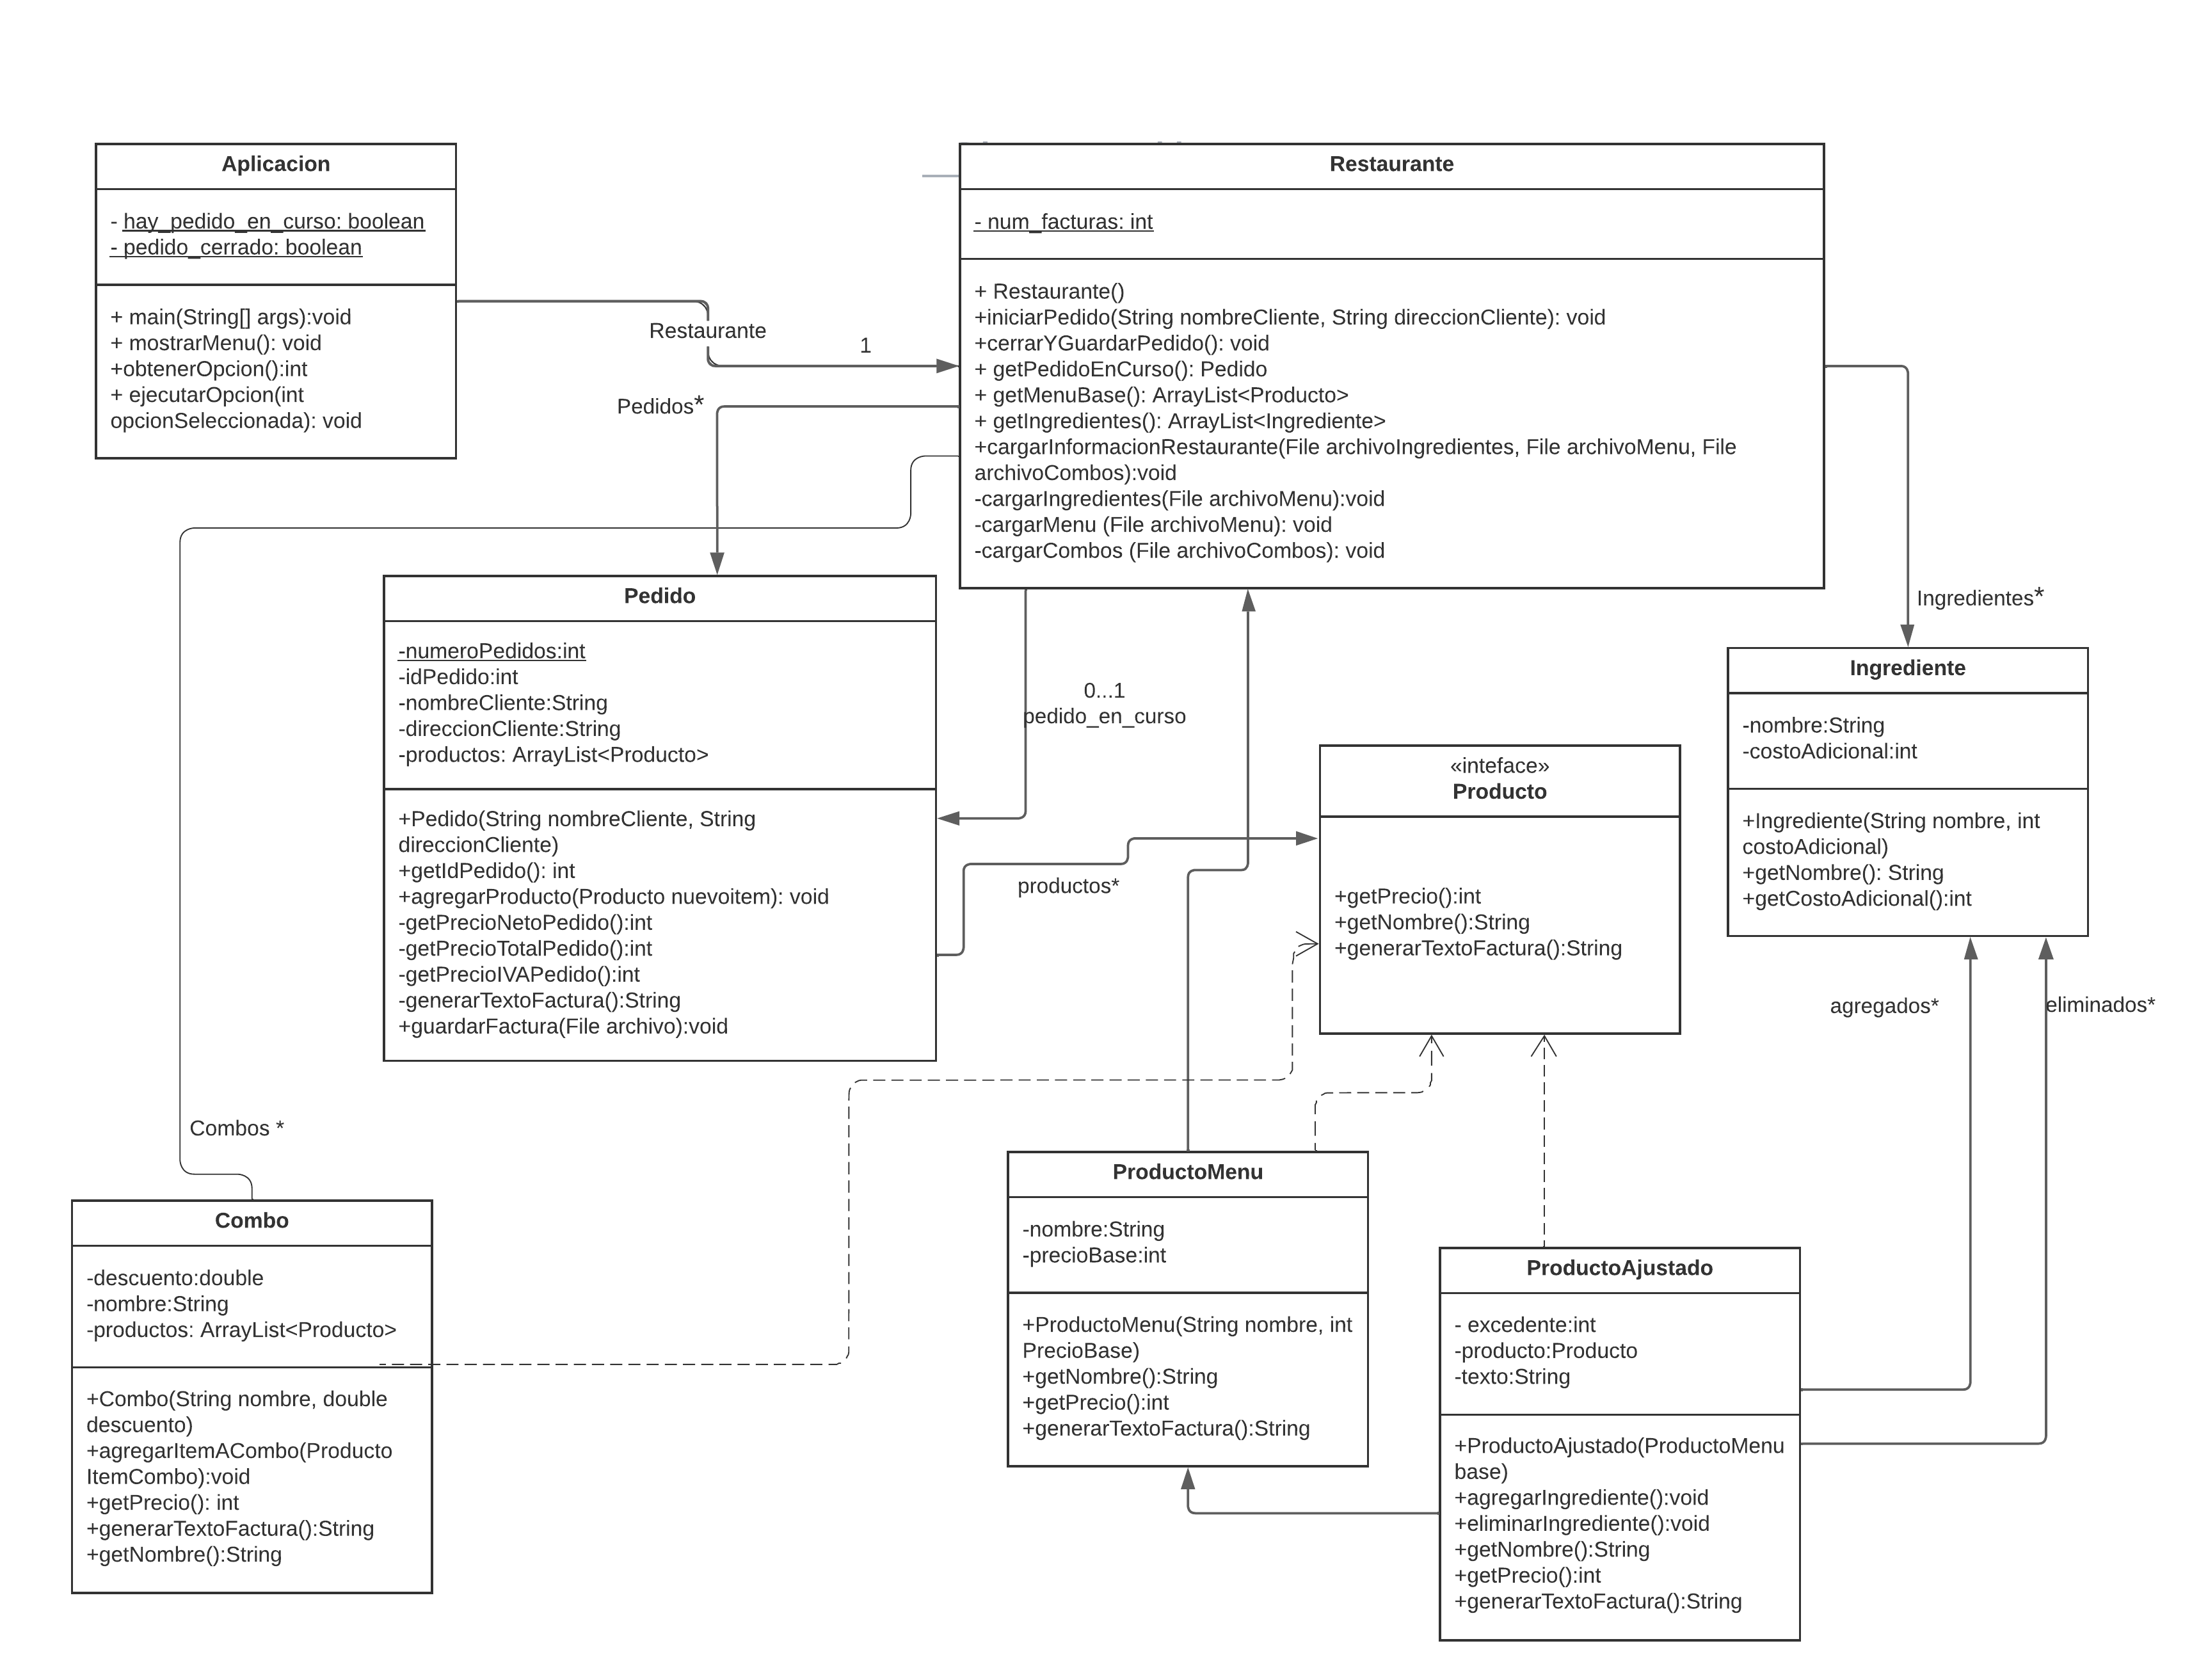 Aplicacion
- hay_pedido_en_curso: boolean
- pedido_cerrado: boolean
+ main(String[] args):void
+ mostrarMenu(): void
+obtenerOpcion():int
+ ejecutarOpcion(int
opcionSeleccionada): void
Restaurante
1
Pedidos*
Restaurante
- num_facturas: int
+ Restaurante()
+iniciarPedido(String nombreCliente, String direccionCliente): void
+cerrarYGuardarPedido(): void
+ getPedidoEnCurso(): Pedido
+ getMenuBase(): ArrayList<Producto>
+ getIngredientes(): ArrayList<Ingrediente>
+cargarInformacionRestaurante(File archivoIngredientes, File archivoMenu, File
archivoCombos):void
-cargarIngredientes(File archivoMenu):void
-cargarMenu (File archivoMenu): void
-cargarCombos (File archivoCombos): void
Ingredientes*
Pedido
-numeroPedidos:int
-idPedido:int
-nombreCliente:String
-direccionCliente:String
-productos: ArrayList<Producto>
+Pedido(String nombreCliente, String
direccionCliente)
+getIdPedido(): int
+agregarProducto(Producto nuevoitem): void
-getPrecioNetoPedido():int
-getPrecioTotalPedido():int
-getPrecioIVAPedido():int
-generarTextoFactura():String
+guardarFactura(File archivo):void
0...1
pedido_en_curso
productos*
«inteface»
Producto
+getPrecio():int
+getNombre():String
+generarTextoFactura():String
Ingrediente
-nombre:String
-costoAdicional:int
+Ingrediente(String nombre, int
costoAdicional)
+getNombre(): String
+getCostoAdicional():int
agregados*
eliminados*
Combos *
Combo
-descuento:double
-nombre:String
-productos: ArrayList<Producto>
+Combo(String nombre, double
descuento)
+agregarItemACombo(Producto
ItemCombo):void
+getPrecio(): int
+generarTextoFactura():String
+getNombre():String
ProductoMenu
-nombre:String
-precioBase:int
+ProductoMenu(String nombre, int
PrecioBase)
+getNombre():String
+getPrecio():int
+generarTextoFactura():String
ProductoAjustado
- excedente:int
-producto:Producto
-texto:String
+ProductoAjustado(ProductoMenu
base)
+agregarIngrediente():void
+eliminarIngrediente():void
+getNombre():String
+getPrecio():int
+generarTextoFactura():String